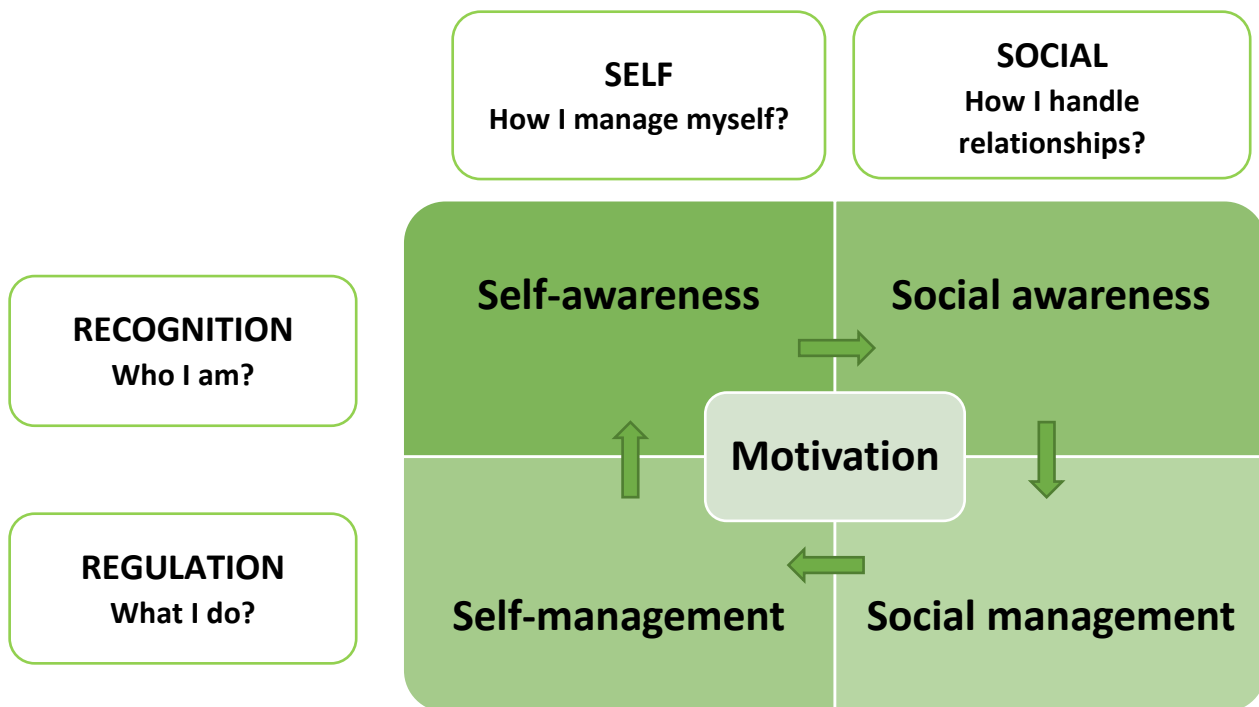 SELF
How I manage myself?
SOCIAL
How I handle
relationships?
RECOGNITION
Who I am?
Self-awareness
Social awareness
Motivation
REGULATION
What I do?
Self-management
Social management